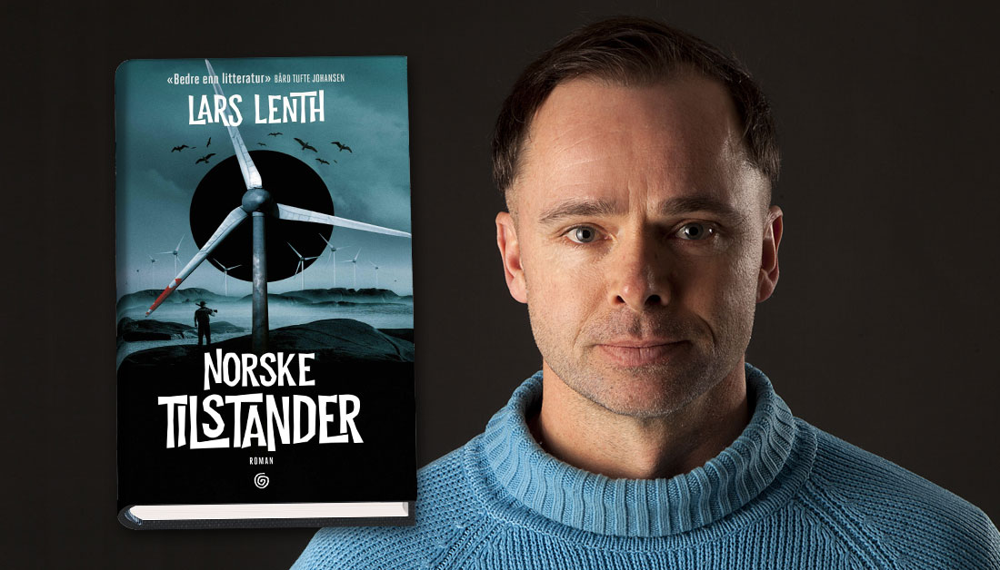 «Bedre enn litteratur» BÅRD TUFTE JOHANSEN
LARS LENTH
NORSKE
TILSTANDER
ROMAN